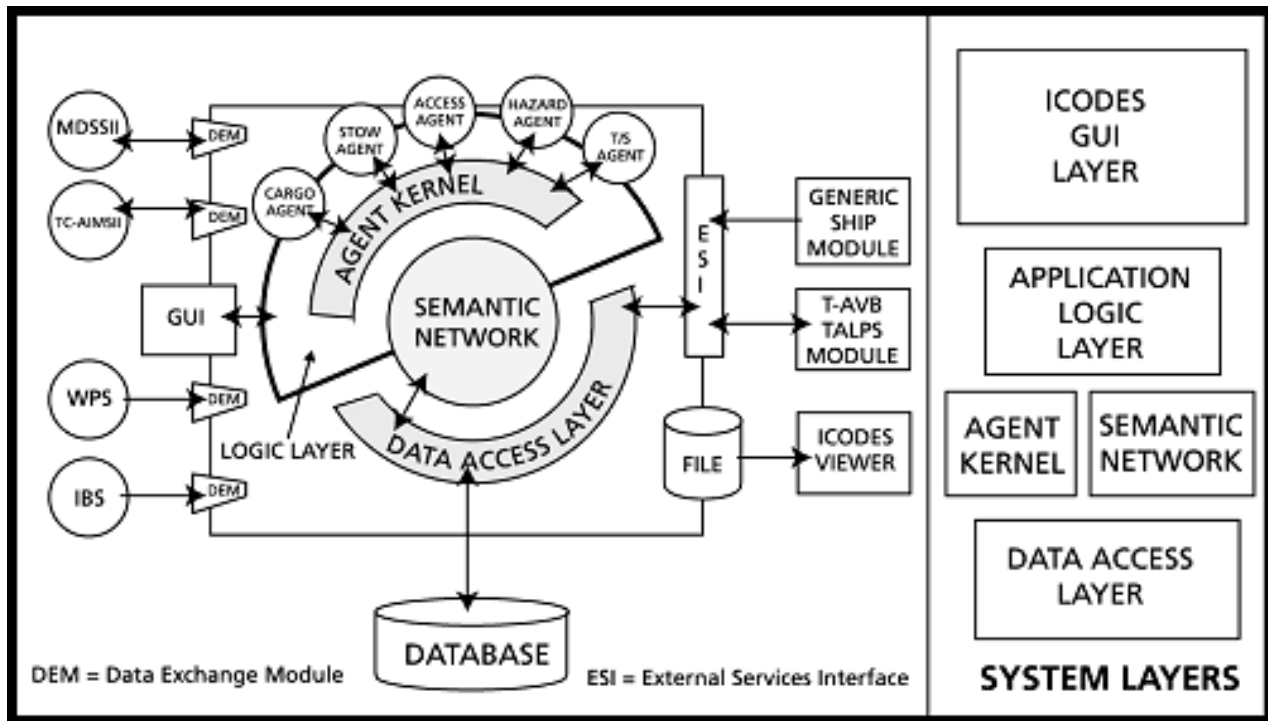 MDSSII
DEM
TC-AIMSII
DEM
GUI
WPS
DEM
IBS
DEM
CARGO
AGENT
STOW
AGENT
ACCESS
AGENT
HAZARD
AGENT
T/S
AGENT
AGENT KERNEL
SEMANTIC
NETWORK
LOGIC LAYER
DATA ACCESS LAYER
ESI
GENERIC
SHIP
MODULE
T-AVB
TALPS
MODULE
FILE
ICODES
VIEWER
DATABASE
DEM = Data Exchange Module
ESI = External Services Interface
ICODES
GUI
LAYER
APPLICATION
LOGIC
LAYER
AGENT
KERNEL
SEMANTIC
NETWORK
DATA ACCESS
LAYER
SYSTEM LAYERS